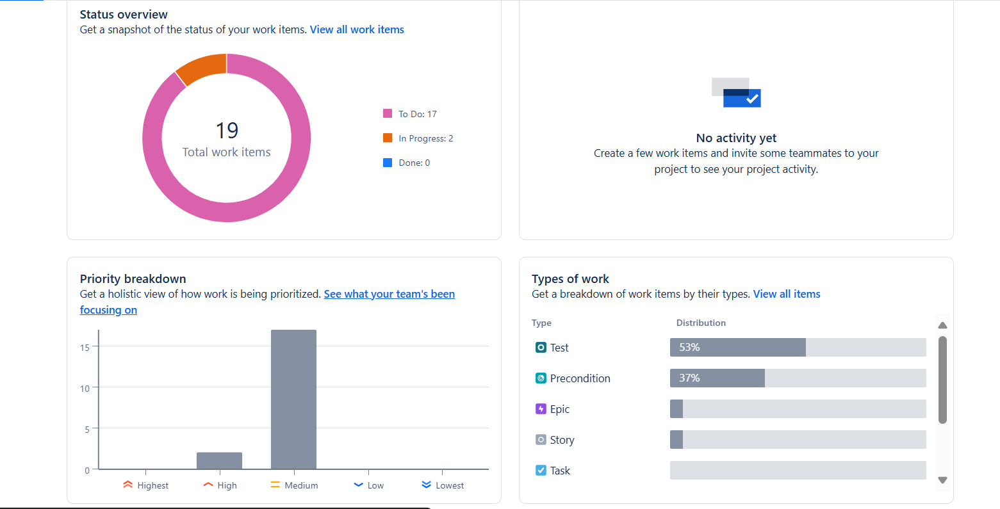 Status overview
Get a snapshot of the status of your work items. View all work items
19
Total work items
To Do: 17
In Progress: 2
Done: 0
No activity yet
Create a few work items and invite some teammates to your
project to see your project activity.
Priority breakdown
Get a holistic view of how work is being prioritized. See what your team's been
focusing on
15
10
5
0
Highest
High
Medium
Low
Lowest
Types of work
Get a breakdown of work items by their types. View all items
Type Distribution
Test 53%
Precondition 37%
Epic
Story
Task